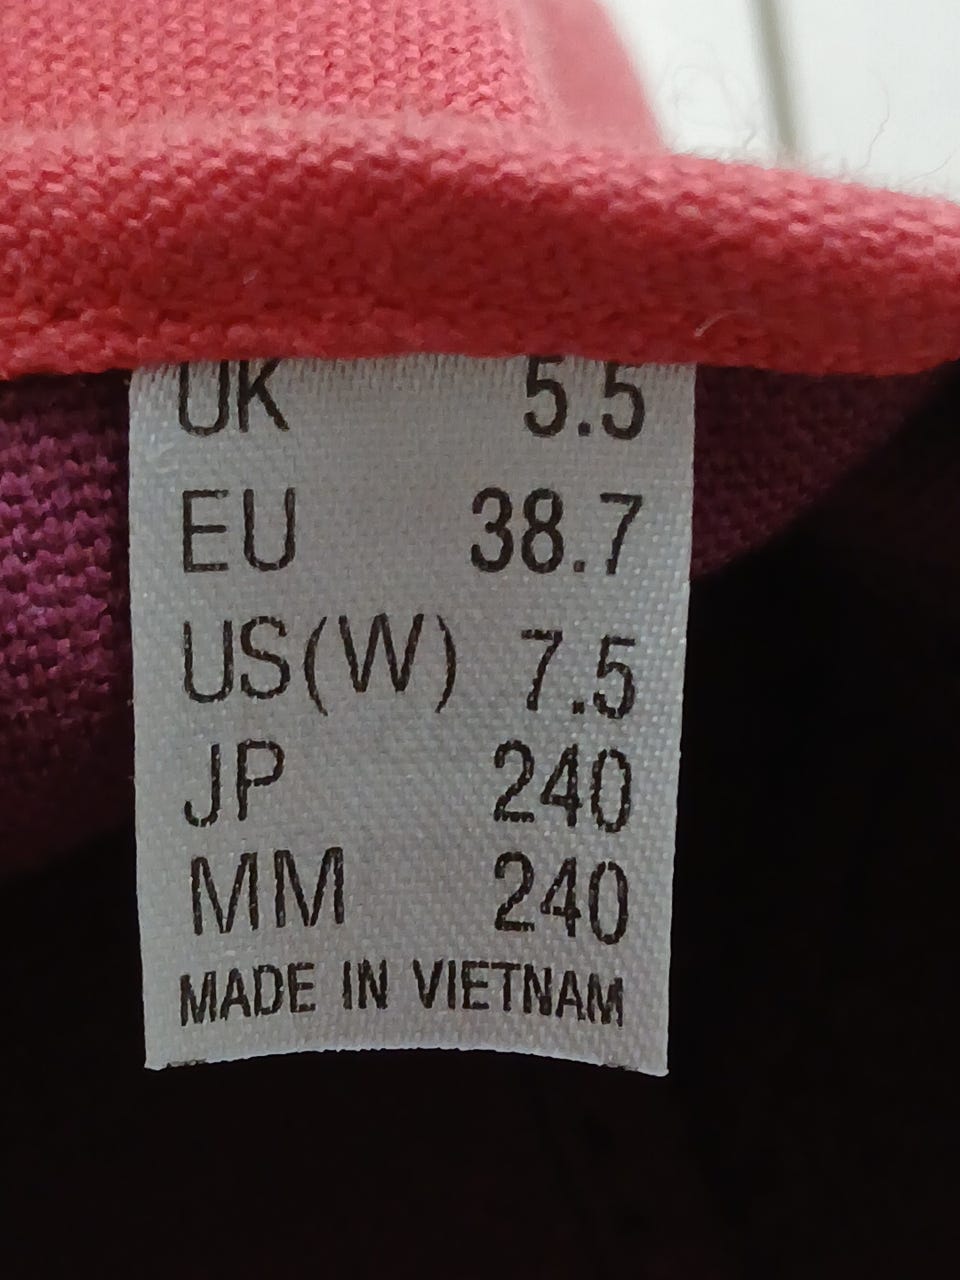 UK 5.5
EU 38.7
US(W) 7.5
JP 240
MM 240
MADE IN VIETNAM